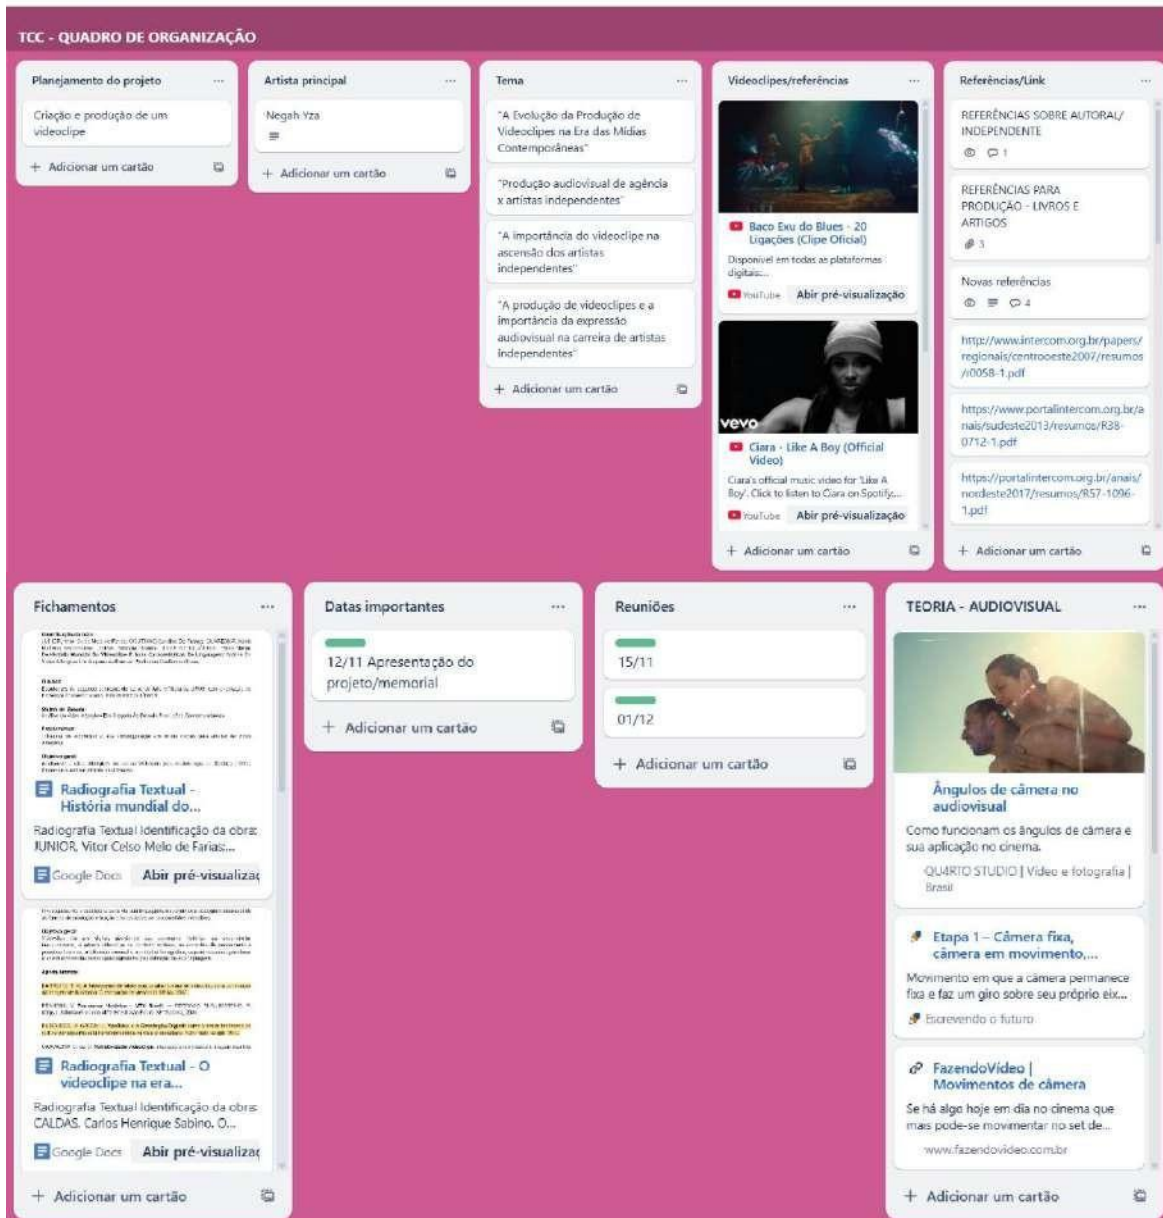 TCC - QUADRO DE ORGANIZAÇÃO
Planejamento do projeto
Criação e produção de um
videoclipe
+ Adicionar um cartão
Artista principal
Negah Yza
+ Adicionar um cartão
Tema
"A Evolução da Produção de
Videoclipes na Era das Mídias
Contemporâneas"
"Produção audiovisual de agência
x artistas independentes"
"A importância do videoclipe na
ascensão dos artistas
independentes"
"A produção de videoclipes e a
importância da expressão
audiovisual na carreira de artistas
independentes"
+ Adicionar um cartão
Videoclipes/referências
Baco Exu do Blues - 20
Ligações (Clipe Oficial)
Disponível em todas as plataformas
digitais:...
YouTube Abir pré-visualização
vevo
Ciara - Like A Boy (Official
Video)
Ciara's official music video for 'Like A
Boy'. Click to listen to Ciara on Spotify:...
YouTube Abir pré-visualização
+ Adicionar um cartão
Referências/Link
REFERÊNCIAS SOBRE AUTORAL/
INDEPENDENTE
1
REFERÊNCIAS PARA
PRODUÇÃO - LIVROS E
ARTIGOS
3
Novas referências
4
http://www.intercom.org.br/papers/
regionais/centrooeste2007/resumos
/r0058-1.pdf
https://www.portalintercom.org.br/a
nais/sudeste2013/resumos/R38-
0712-1.pdf
https://portalintercom.org.br/anais/
nordeste2017/resumos/R57-1096-
1.pdf
+ Adicionar um cartão
Fichamentos
Radiografia Textual -
História mundial do...
Radiografia Textual Identificação da obra:
JUNIOR, Vitor Celso Melo de Farias:...
Google Docs Abir pré-visualizaç
Radiografia Textual - O
videoclipe na era...
Radiografia Textual Identificação da obra:
CALDAS, Carlos Henrique Sabino. O...
Google Docs Abir pré-visualizaç
+ Adicionar um cartão
Datas importantes
12/11 Apresentação do
projeto/memorial
+ Adicionar um cartão
Reuniões
15/11
01/12
+ Adicionar um cartão
TEORIA - AUDIOVISUAL
Ângulos de câmera no
audiovisual
Como funcionam os ângulos de câmera e
sua aplicação no cinema.
QU4RTO STUDIO | Vídeo e fotografia |
Brasil
Etapa 1 – Câmera fixa,
câmera em movimento,...
Movimento em que a câmera permanece
fixa e faz um giro sobre seu próprio eix...
Escrevendo o futuro
FazendoVídeo |
Movimentos de câmera
Se há algo hoje em dia no cinema que
mais pode-se movimentar no set de...
www.fazendovideo.com.br
+ Adicionar um cartão